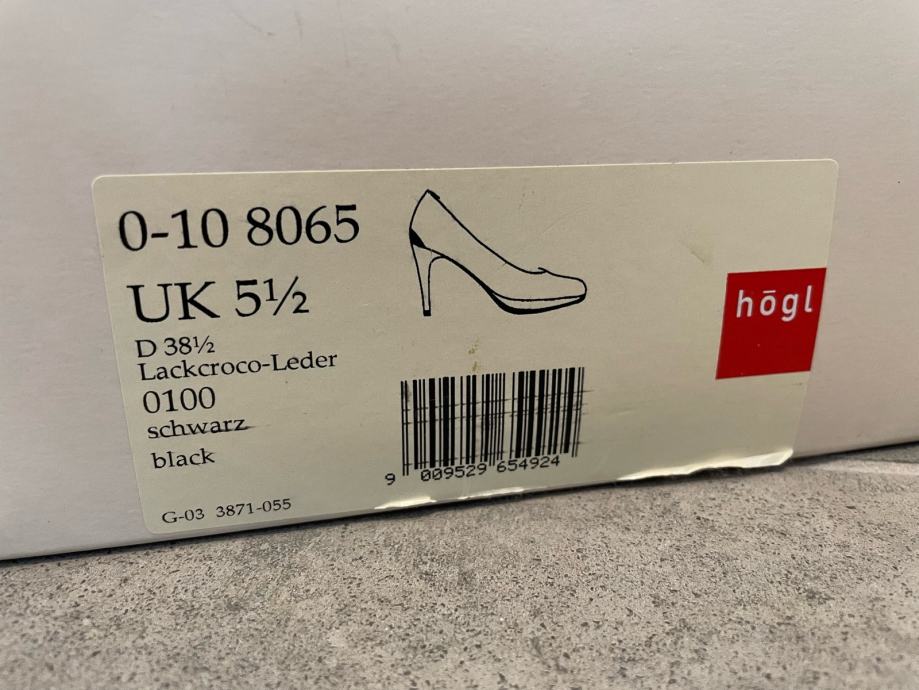 0-10 8065
UK 5½
D 38½
Lackcroco-Leder
0100
schwarz
black
G-03 3871-055
högl
9 009529 654924